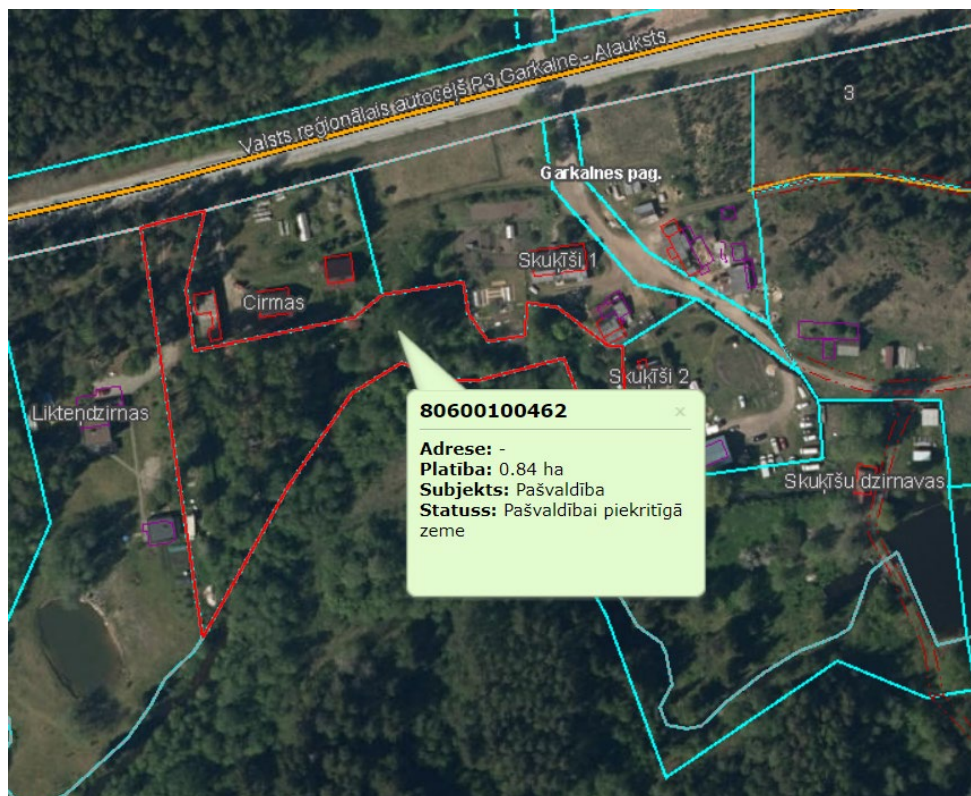 Valsts reģionālais autoceļš P3 Garkalne - Alauksts
3
Garkalnes pag.
Skuķīši 1
Cirmas
Skuķīši 2
Liktendzirnas
80600100462 ×
Adrese: -
Platība: 0.84 ha
Subjekts: Pašvaldība
Statuss: Pašvaldībai piekritīgā
zeme
Skuķīšu dzirnavas